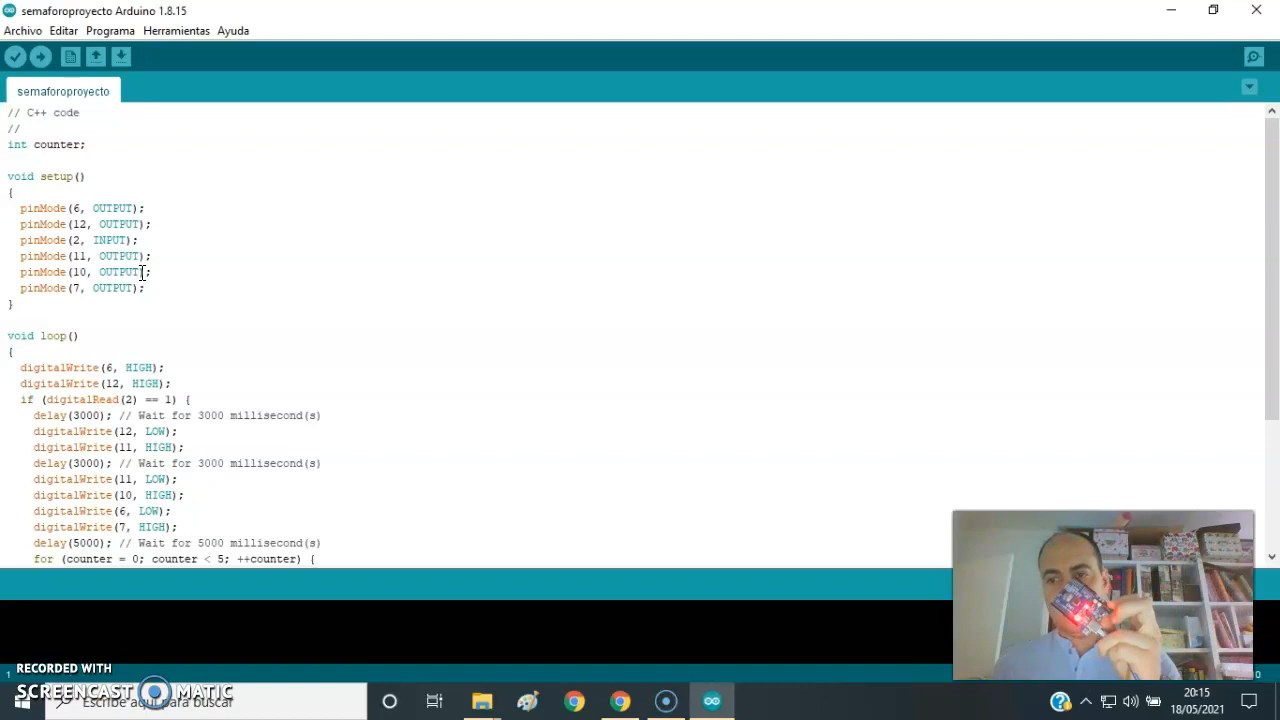 semaforoproyecto Arduino 1.8.15
Archivo Editar Programa Herramientas Ayuda
semaforoproyecto
// C++ code
//
int counter;
void setup()
{
pinMode(6, OUTPUT);
pinMode(12, OUTPUT);
pinMode(2, INPUT);
pinMode(11, OUTPUT);
pinMode(10, OUTPUT);
pinMode(7, OUTPUT);
}
void loop()
{
digitalWrite(6, HIGH);
digitalWrite(12, HIGH);
if (digitalRead(2) == 1) {
delay(3000); // Wait for 3000 millisecond(s)
digitalWrite(12, LOW);
digitalWrite(11, HIGH);
delay(3000); // Wait for 3000 millisecond(s)
digitalWrite(11, LOW);
digitalWrite(10, HIGH);
digitalWrite(6, LOW);
digitalWrite(7, HIGH);
delay(5000); // Wait for 5000 millisecond(s)
for (counter = 0; counter < 5; ++counter) {
1
RECORDED WITH
SCREENCAST MATIC
Escribe aquí para buscar
20:15
18/05/2021